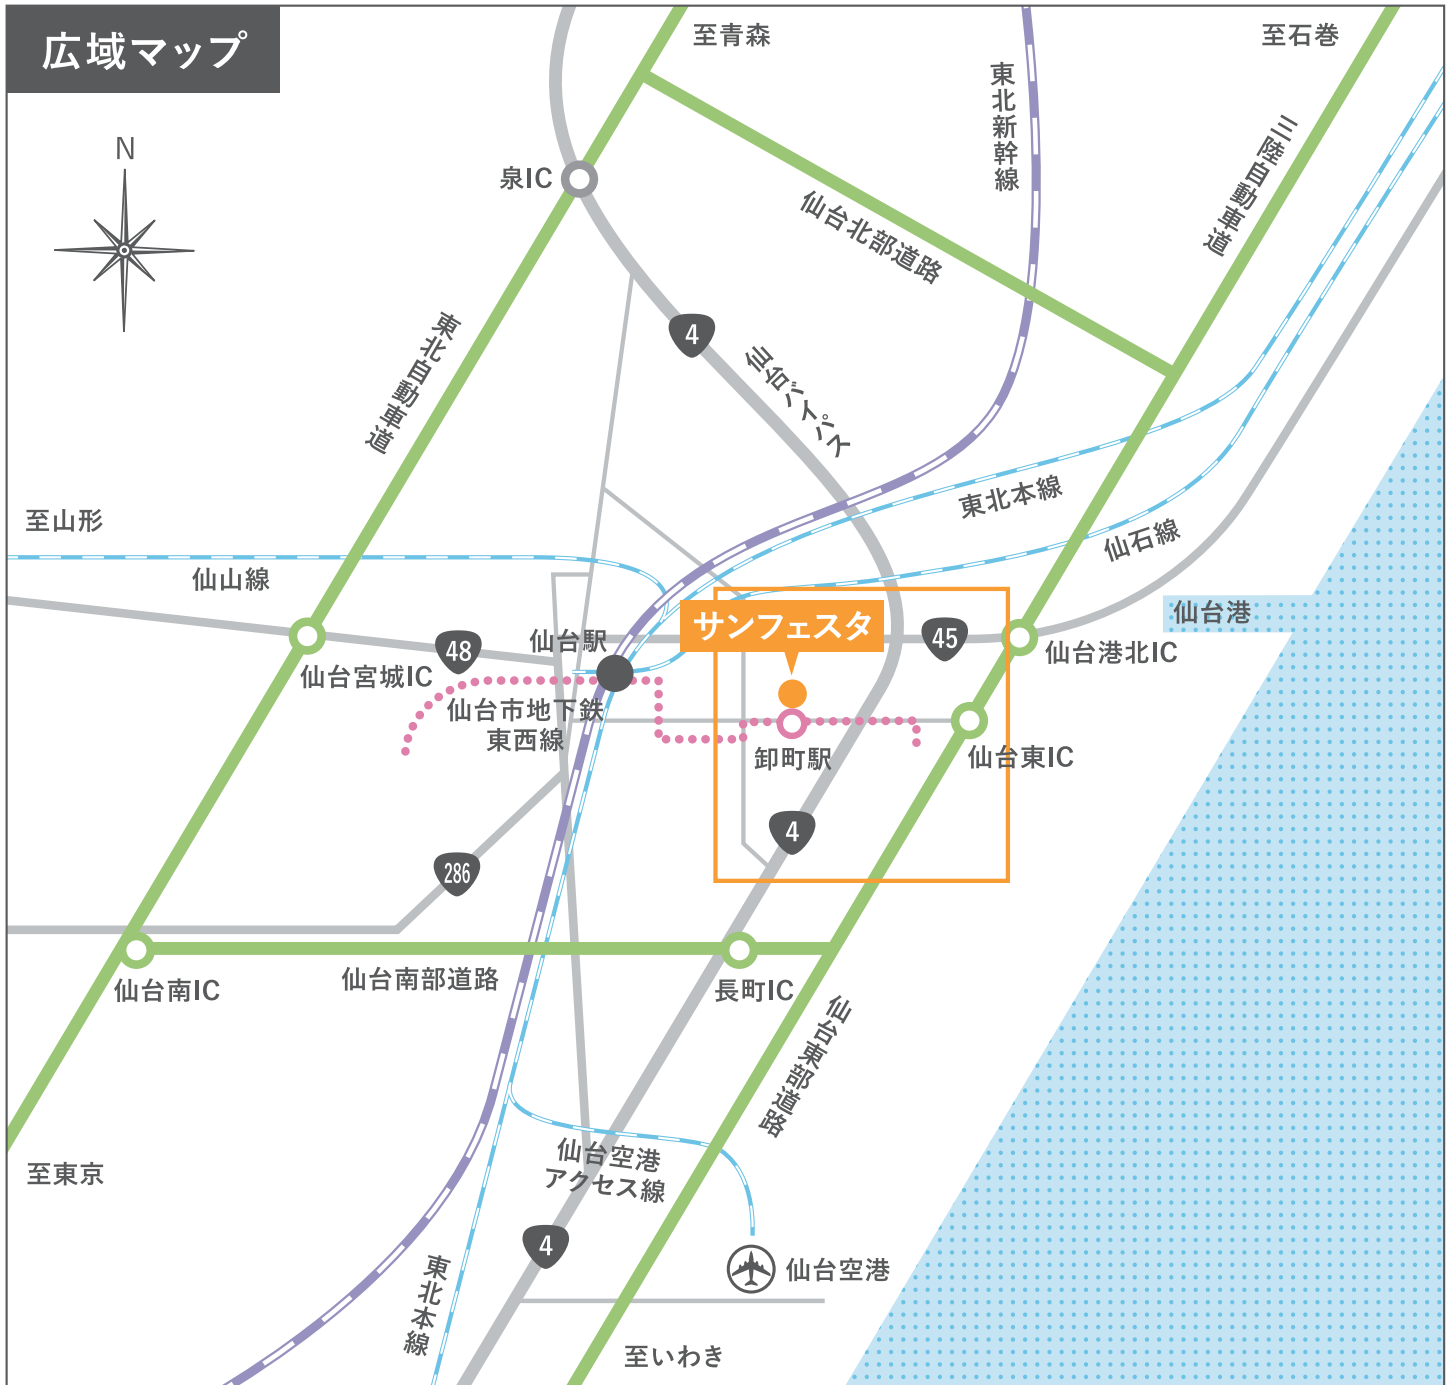 広域マップ
至青森
至石巻
N
東北新幹線
三陸自動車道
泉IC
仙台北部道路
4
仙台バイパス
東北自動車道
東北本線
至山形
仙石線
仙山線
仙台港
サンフェスタ
仙台駅
45
48
仙台港北IC
仙台宮城IC
仙台市地下鉄
東西線
卸町駅
仙台東IC
4
286
仙台南IC
仙台南部道路
長町IC
仙台東部道路
至東京
仙台空港
アクセス線
4
仙台空港
東北本線
至いわき